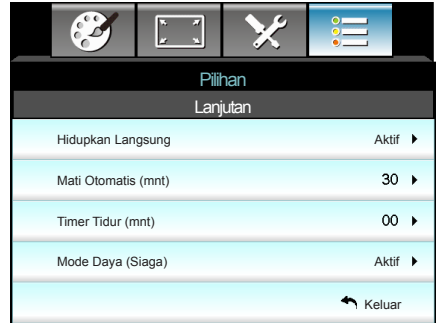 Pilihan
Lanjutan
Hidupkan Langsung Aktif
Mati Otomatis (mnt) 30
Timer Tidur (mnt) 00
Mode Daya (Siaga) Aktif
Keluar